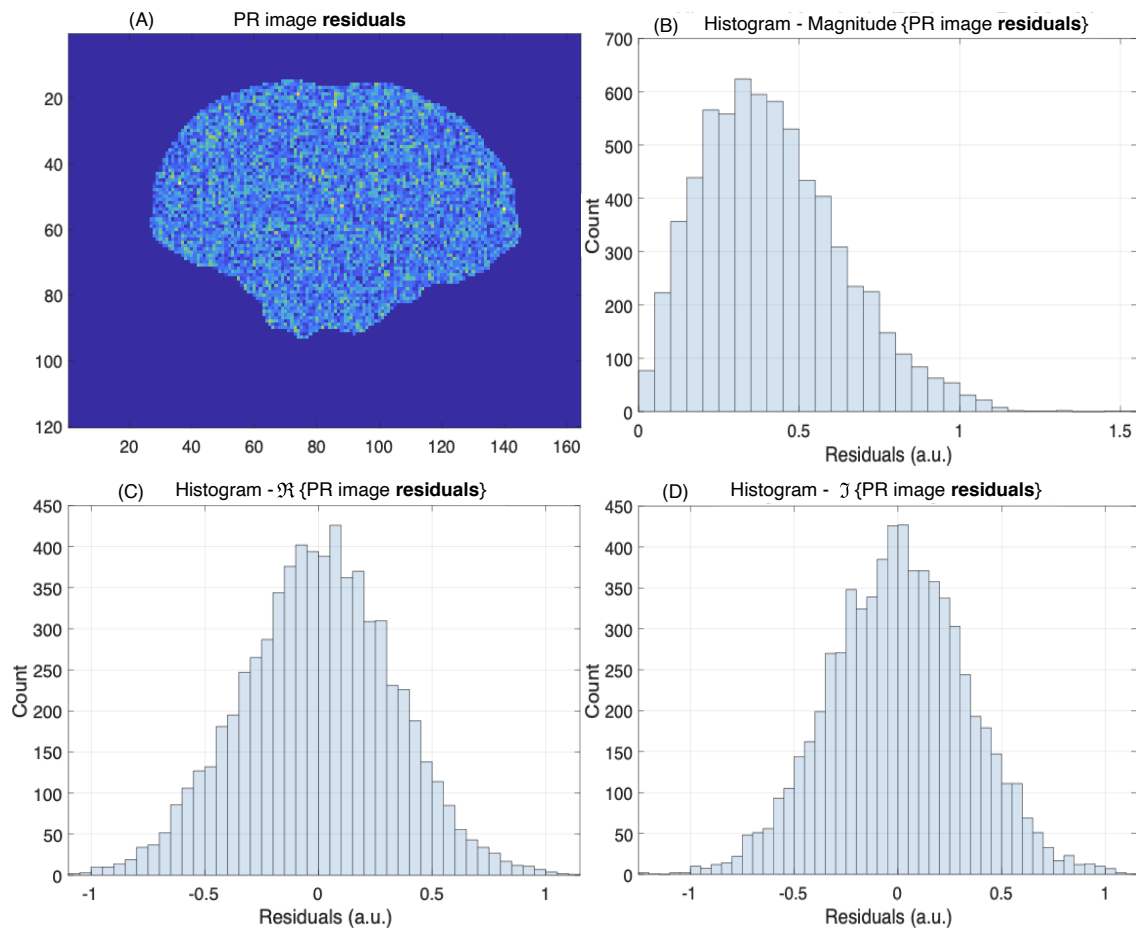 (A) PR image residuals
20
40
60
80
100
120
20 40 60 80 100 120 140 160
(B) Histogram - Magnitude {PR image residuals}
700
600
500
400
300
200
100
0
Count
0 0.5 1 1.5
Residuals (a.u.)
(C) Histogram - ℜ {PR image residuals}
450
400
350
300
250
200
150
100
50
0
Count
-1 -0.5 0 0.5 1
Residuals (a.u.)
(D) Histogram - ℑ {PR image residuals}
450
400
350
300
250
200
150
100
50
0
Count
-1 -0.5 0 0.5 1
Residuals (a.u.)